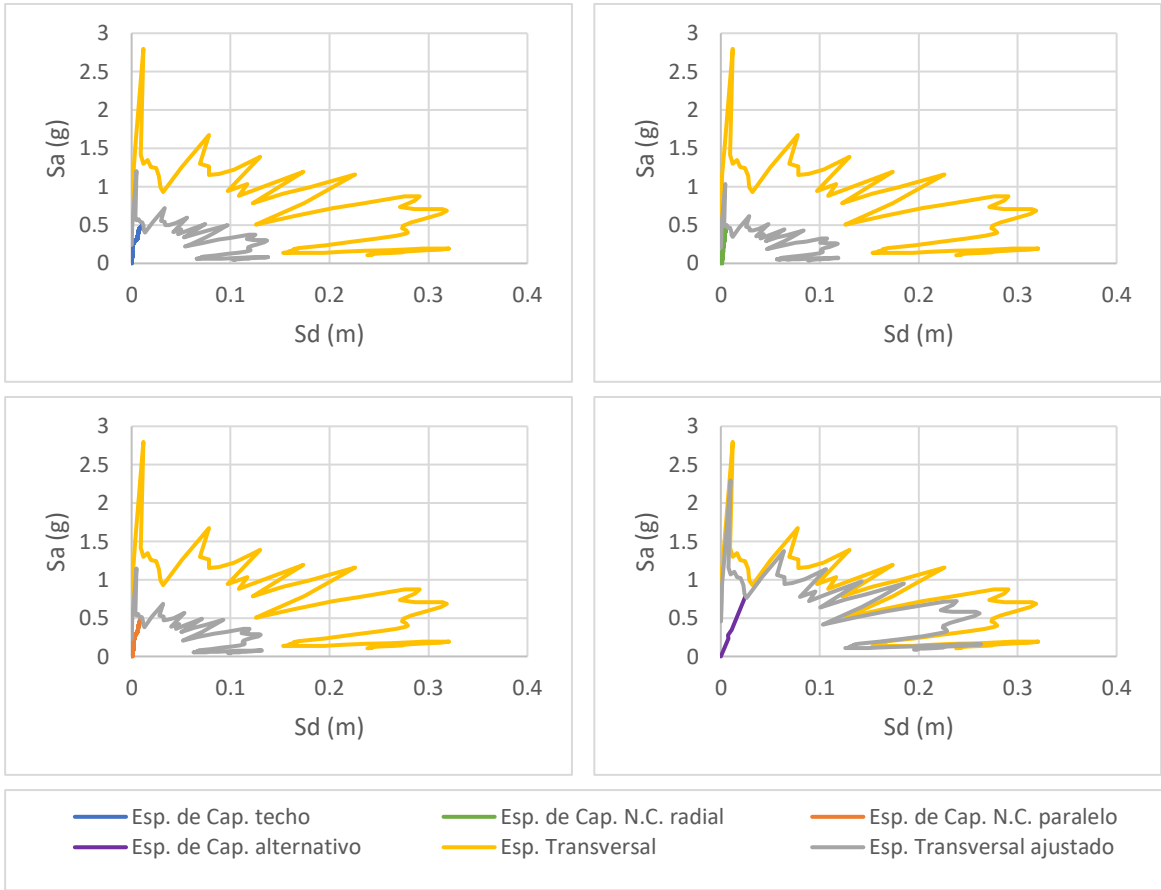 3
2.5
2
1.5
1
0.5
0
Sa (g)
0 0.1 0.2 0.3 0.4
Sd (m)
3
2.5
2
1.5
1
0.5
0
Sa (g)
0 0.1 0.2 0.3 0.4
Sd (m)
3
2.5
2
1.5
1
0.5
0
Sa (g)
0 0.1 0.2 0.3 0.4
Sd (m)
3
2.5
2
1.5
1
0.5
0
Sa (g)
0 0.1 0.2 0.3 0.4
Sd (m)
Esp. de Cap. techo Esp. de Cap. N.C. radial Esp. de Cap. N.C. paralelo
Esp. de Cap. alternativo Esp. Transversal Esp. Transversal ajustado